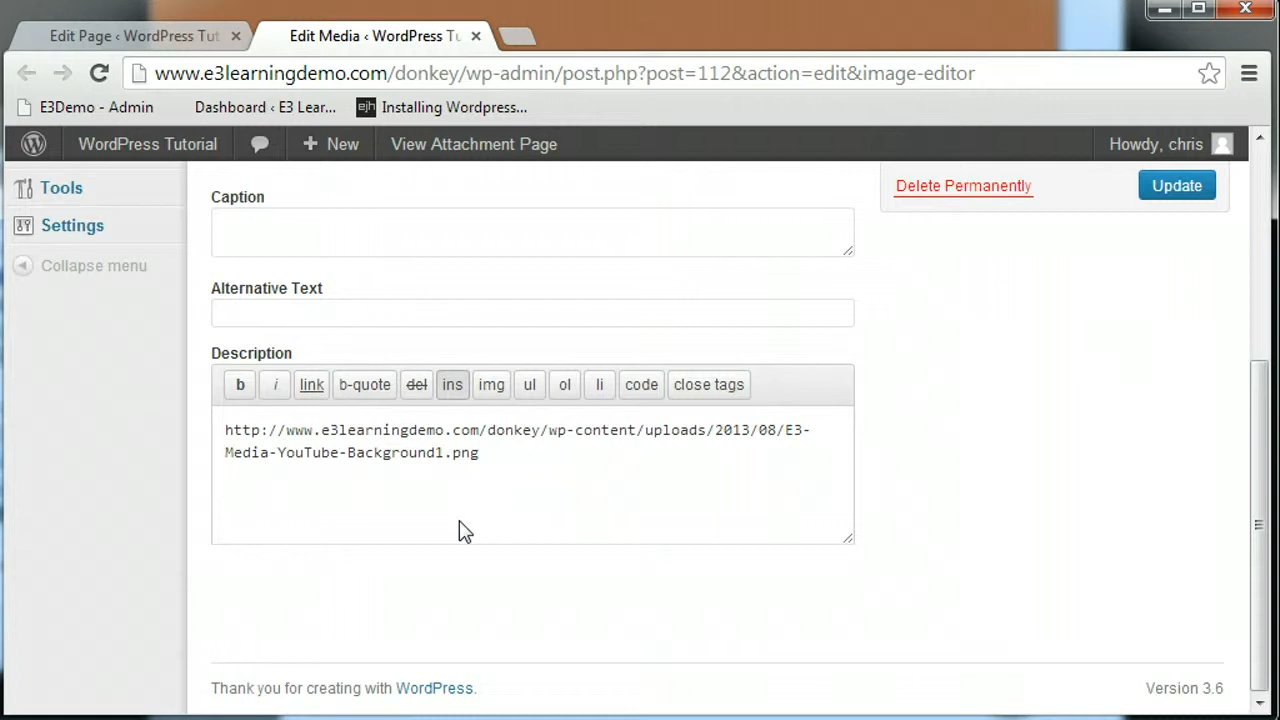 Edit Page ‹ WordPress Tut
Edit Media ‹ WordPress Tu
www.e3learningdemo.com/donkey/wp-admin/post.php?post=112&action=edit&image-editor
E3Demo - Admin
Dashboard ‹ E3 Lear...
ejh
Installing Wordpress...
WordPress Tutorial
New
View Attachment Page
Howdy, chris
Tools
Settings
Collapse menu
Caption
Delete Permanently
Update
Alternative Text
Description
b i link b-quote del ins img ul ol li code close tags
http://www.e3learningdemo.com/donkey/wp-content/uploads/2013/08/E3-
Media-YouTube-Background1.png
Thank you for creating with WordPress.
Version 3.6